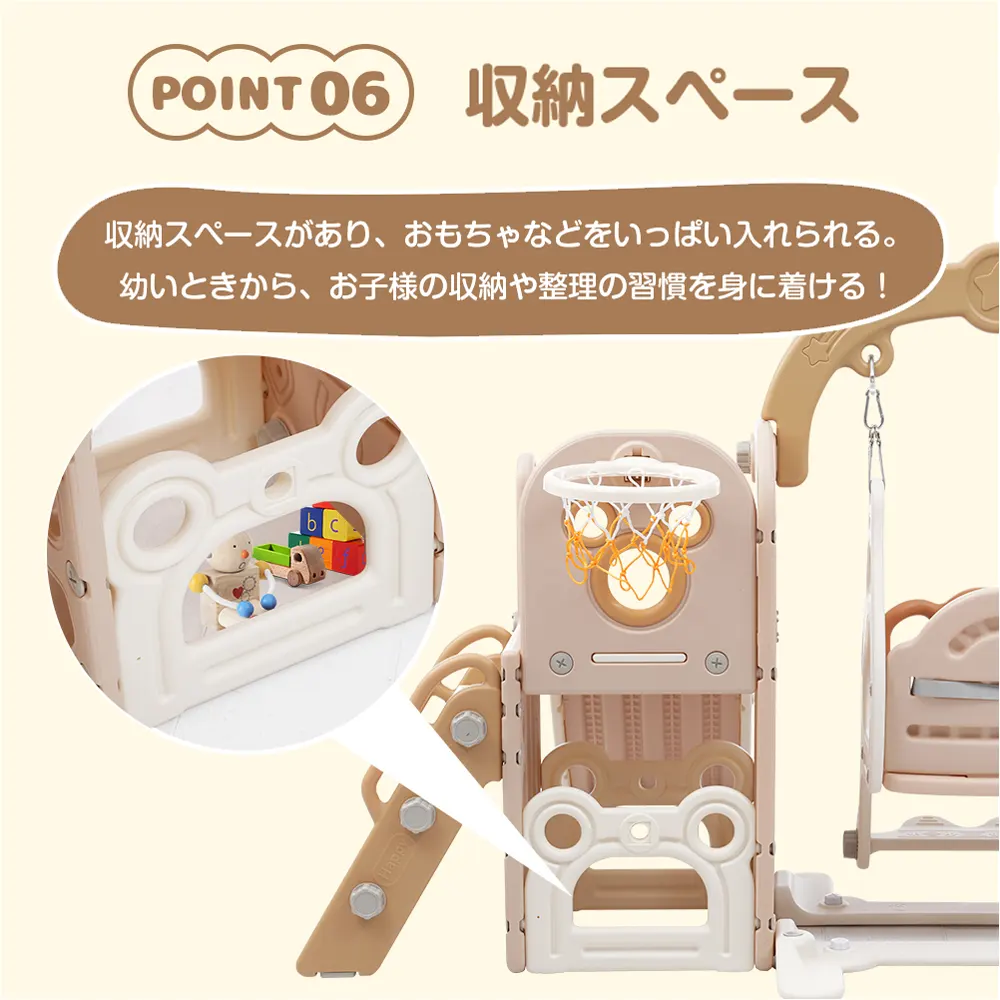 POINT 06 収納スペース
収納スペースがあり、おもちゃなどをいっぱい入れられる。
幼いときから、お子様の収納や整理の習慣を身に着ける！
b c
f
Happy